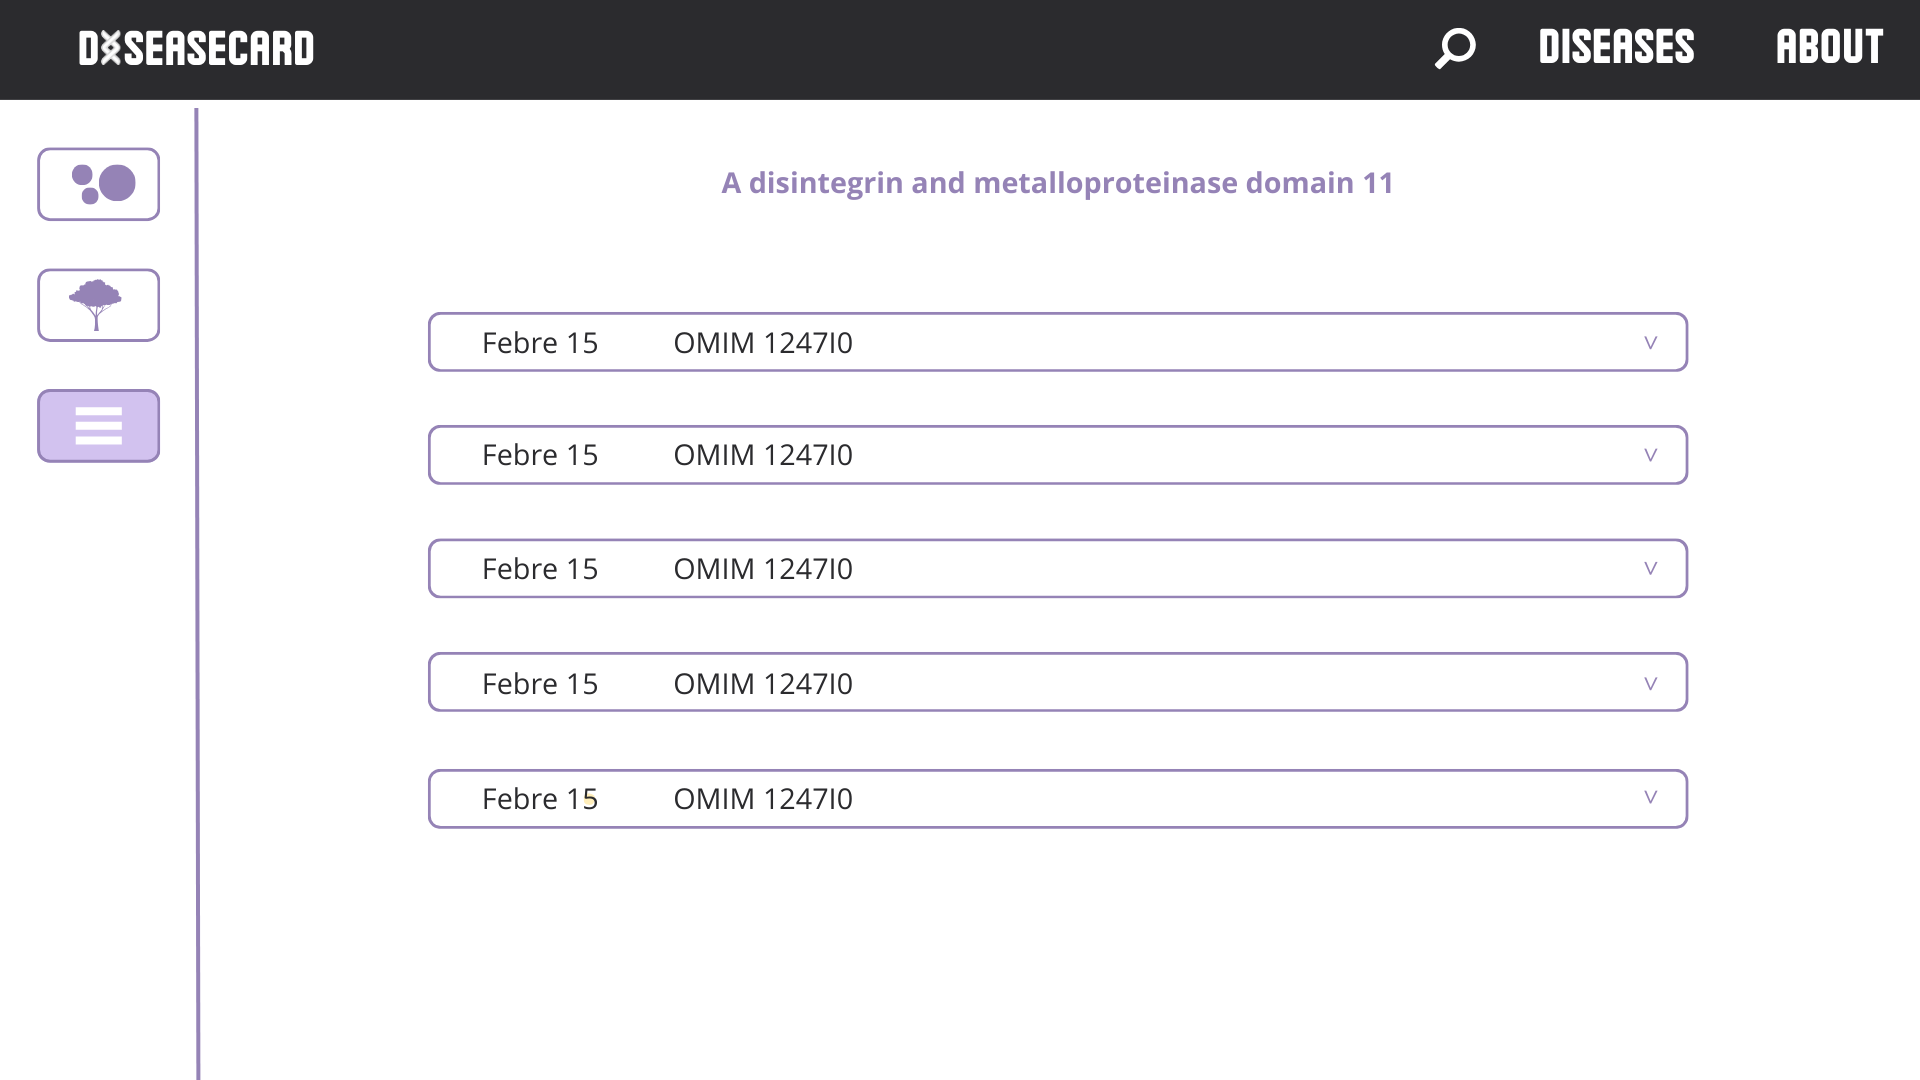 DISEASECARD
DISEASES
ABOUT
A disintegrin and metalloproteinase domain 11
Febre 15 OMIM 1247I0 v
Febre 15 OMIM 1247I0 v
Febre 15 OMIM 1247I0 v
Febre 15 OMIM 1247I0 v
Febre 15 OMIM 1247I0 v